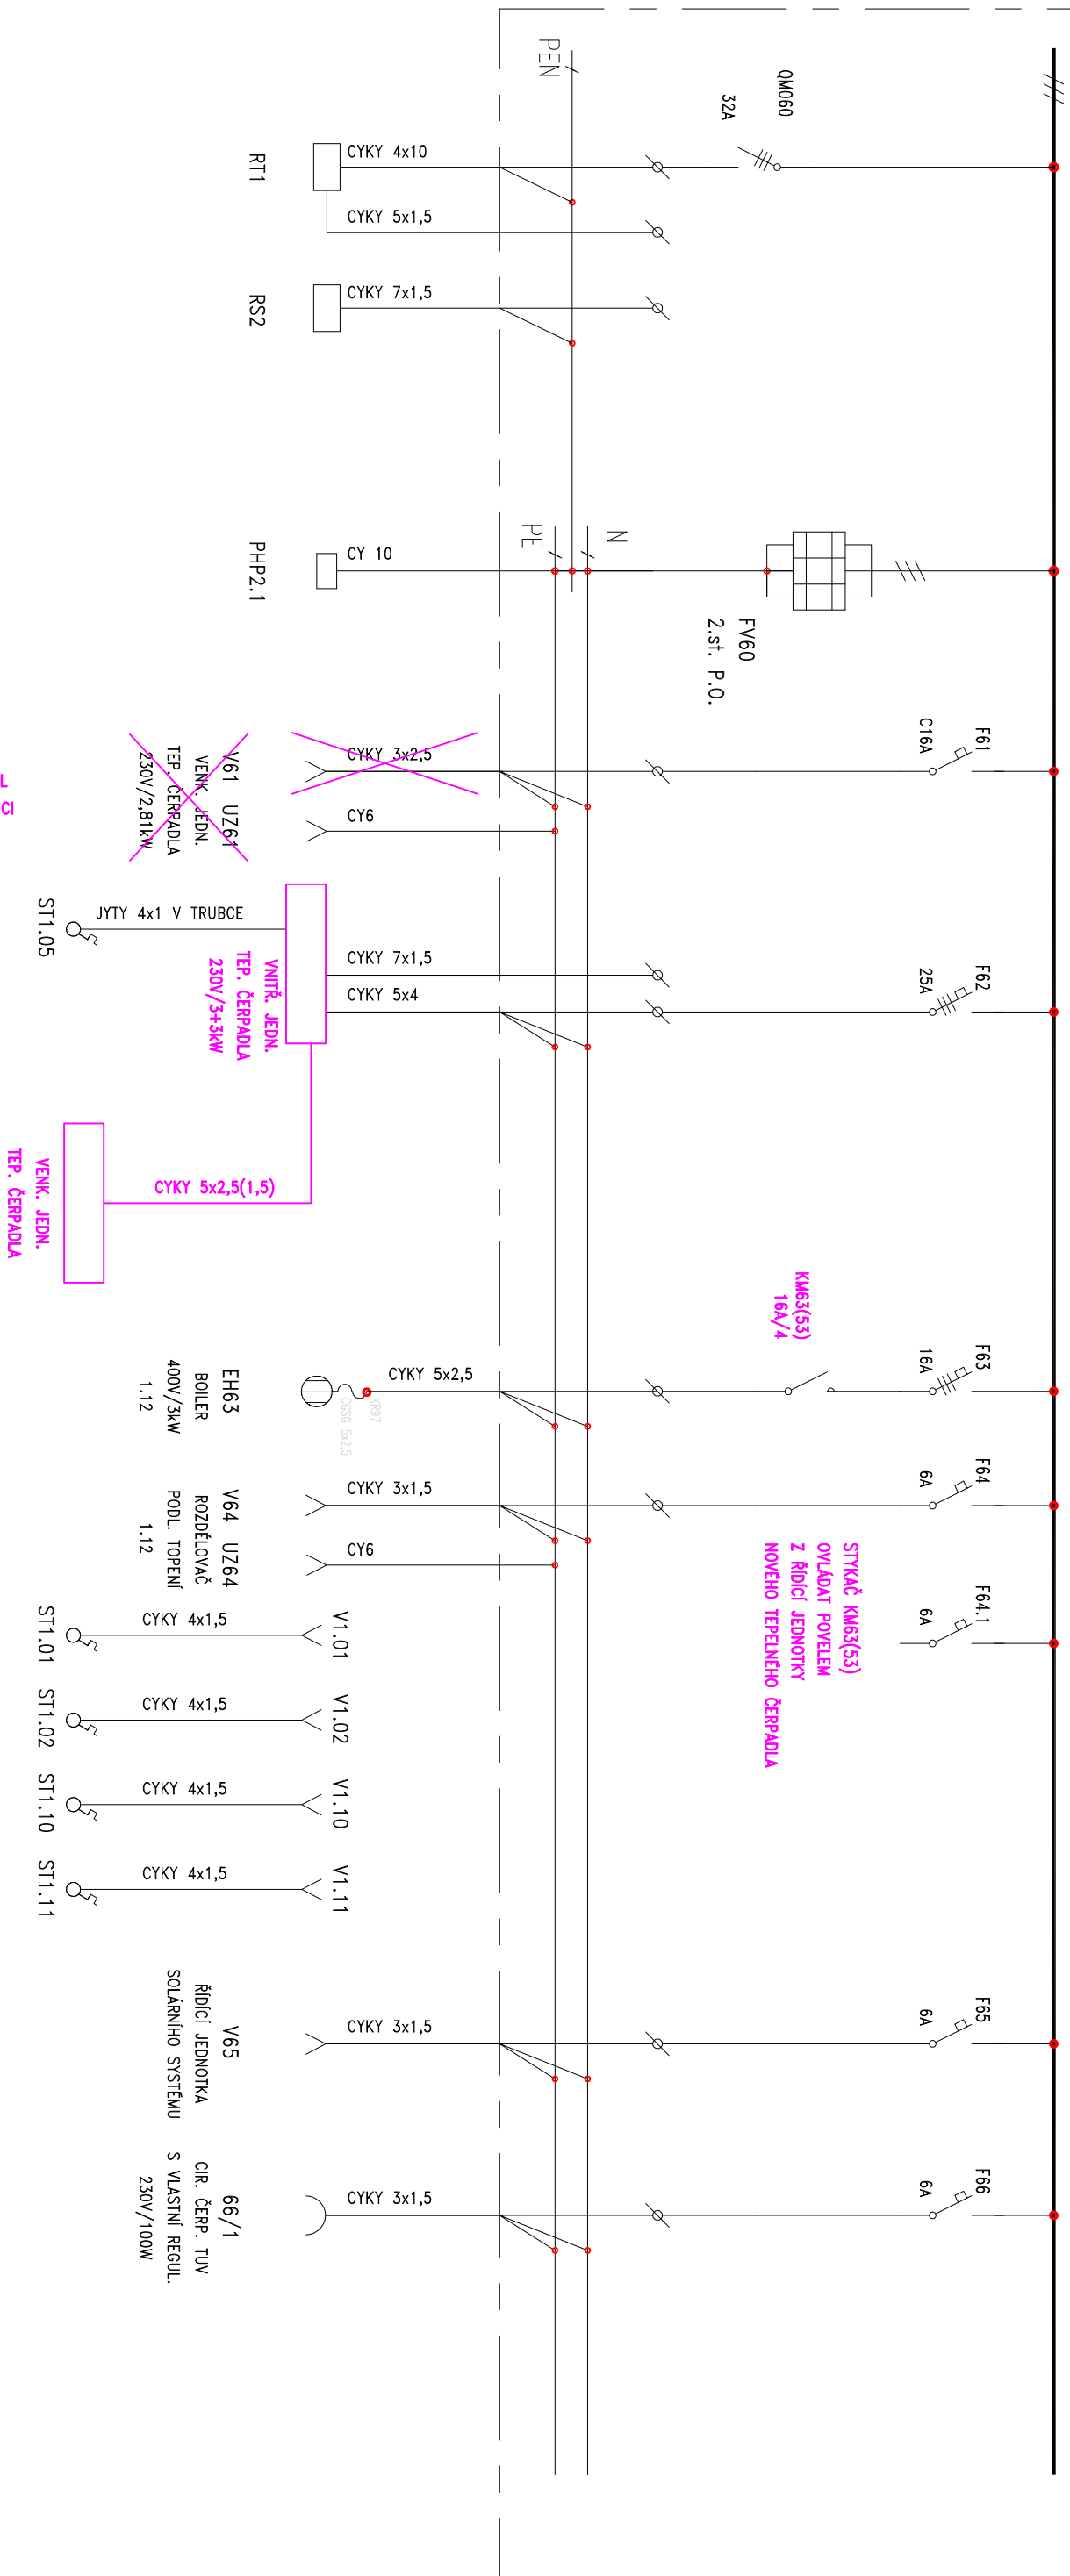 QM060
32A
PEN
CYKY 4x10
CYKY 5x1,5
RT1
CYKY 7x1,5
RS2
N
PE
FV60
2.st. P.O.
CY 10
PHP2.1
F61
C16A
CYKY 3x2,5
CY6
V61 UZ61
VENK. JEDN.
TEP. ČERPADLA
230V/2,81kW
F62
25A
CYKY 7x1,5
CYKY 5x4
VNITŘ. JEDN.
TEP. ČERPADLA
230V/3+3kW
JYTY 4x1 V TRUBCE
ST1.05
CYKY 5x2,5(1,5)
VENK. JEDN.
TEP. ČERPADLA
F63
16A
KM63(53)
16A/4
CYKY 5x2,5
KR97
CGSG 5x2,5
EH63
BOILER
400V/3kW
1.12
F64
6A
STYKAČ KM63(53)
OVLÁDAT POVELEM
Z ŘÍDÍCÍ JEDNOTKY
NOVÉHO TEPELNÉHO ČERPADLA
CYKY 3x1,5
CY6
V64 UZ64
ROZDĚLOVAČ
PODL. TOPENÍ
1.12
F64.1
6A
V1.01
CYKY 4x1,5
ST1.01
V1.02
CYKY 4x1,5
ST1.02
V1.10
CYKY 4x1,5
ST1.10
V1.11
CYKY 4x1,5
ST1.11
F65
6A
CYKY 3x1,5
V65
ŘÍDÍCÍ JEDNOTKA
SOLÁRNÍHO SYSTÉMU
F66
6A
CYKY 3x1,5
66/1
CIR. ČERP. TUV
S VLASTNÍ REGUL.
230V/100W